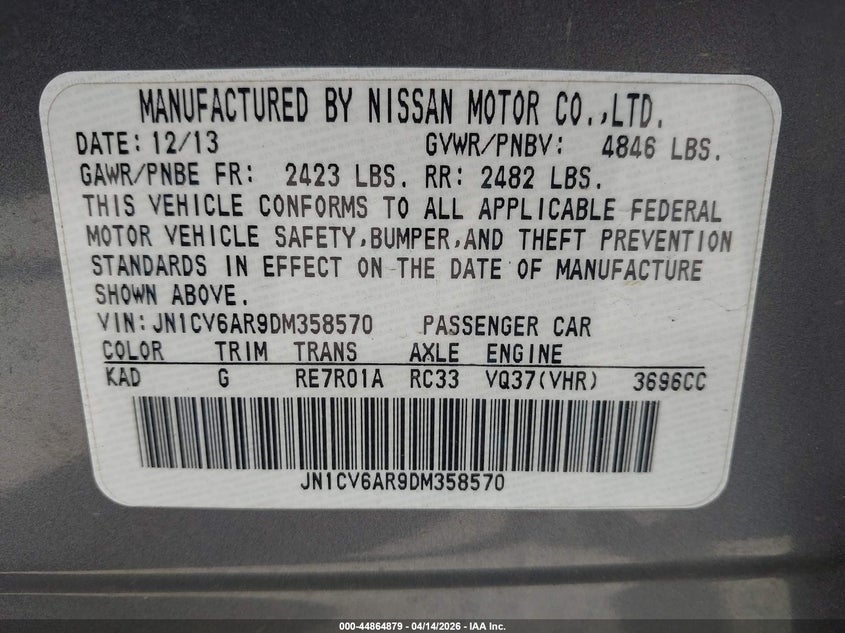 MANUFACTURED BY NISSAN MOTOR CO.,LTD.
DATE: 12/13 GVWR/PNBV: 4846 LBS.
GAWR/PNBE FR: 2423 LBS. RR: 2482 LBS.
THIS VEHICLE CONFORMS TO ALL APPLICABLE FEDERAL
MOTOR VEHICLE SAFETY,BUMPER,AND THEFT PREVENTION
STANDARDS IN EFFECT ON THE DATE OF MANUFACTURE
SHOWN ABOVE.
VIN:JN1CV6AR9DM358570 PASSENGER CAR
COLOR TRIM TRANS AXLE ENGINE
KAD G RE7R01A RC33 VQ37(VHR) 3696CC
JN1CV6AR9DM358570
000-44864879 - 04/14/2026 - IAA Inc.